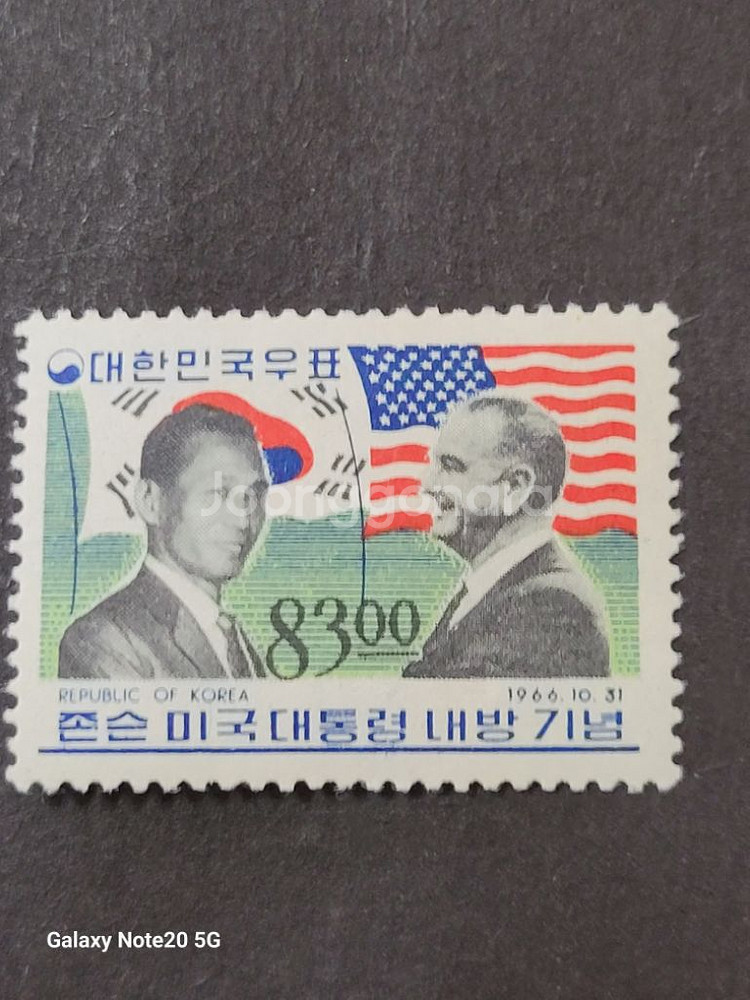 대한민국우표
Joonggonara
8300
REPUBLIC OF KOREA
1966.10.31
존슨 미국대통령 내방 기념
Galaxy Note20 5G